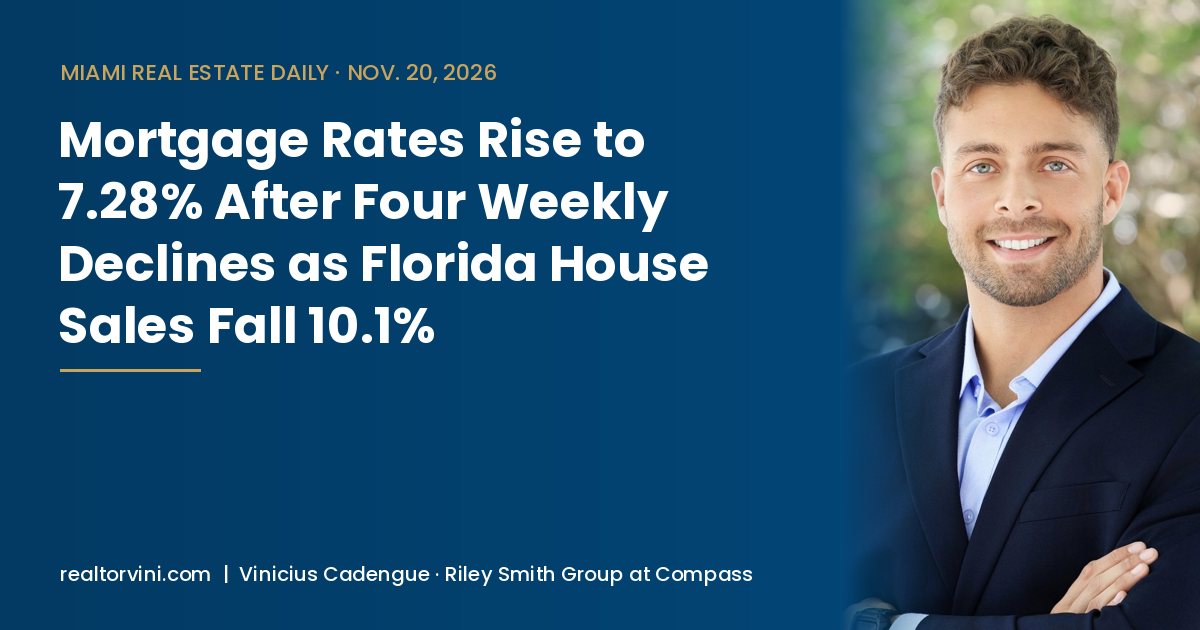 MIAMI REAL ESTATE DAILY · NOV. 20, 2026
Mortgage Rates Rise to
7.28% After Four Weekly
Declines as Florida House
Sales Fall 10.1%
realtorvini.com | Vinicius Cadengue · Riley Smith Group at Compass